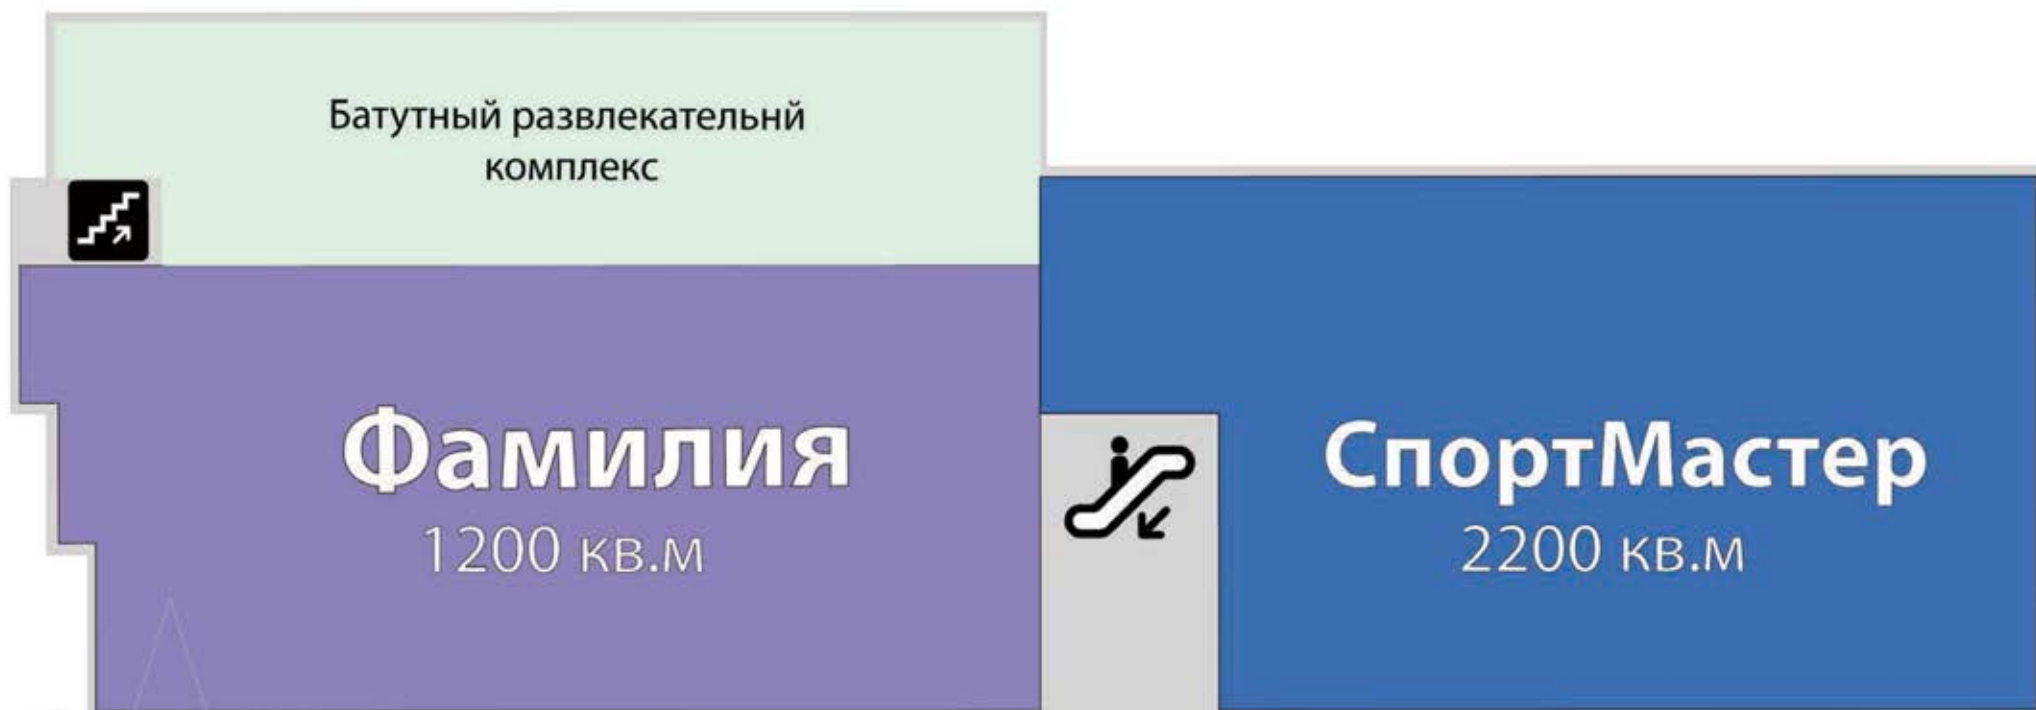 Батутный развлекательнй
комплекс
Фамилия
1200 кв.м
СпортМастер
2200 кв.м